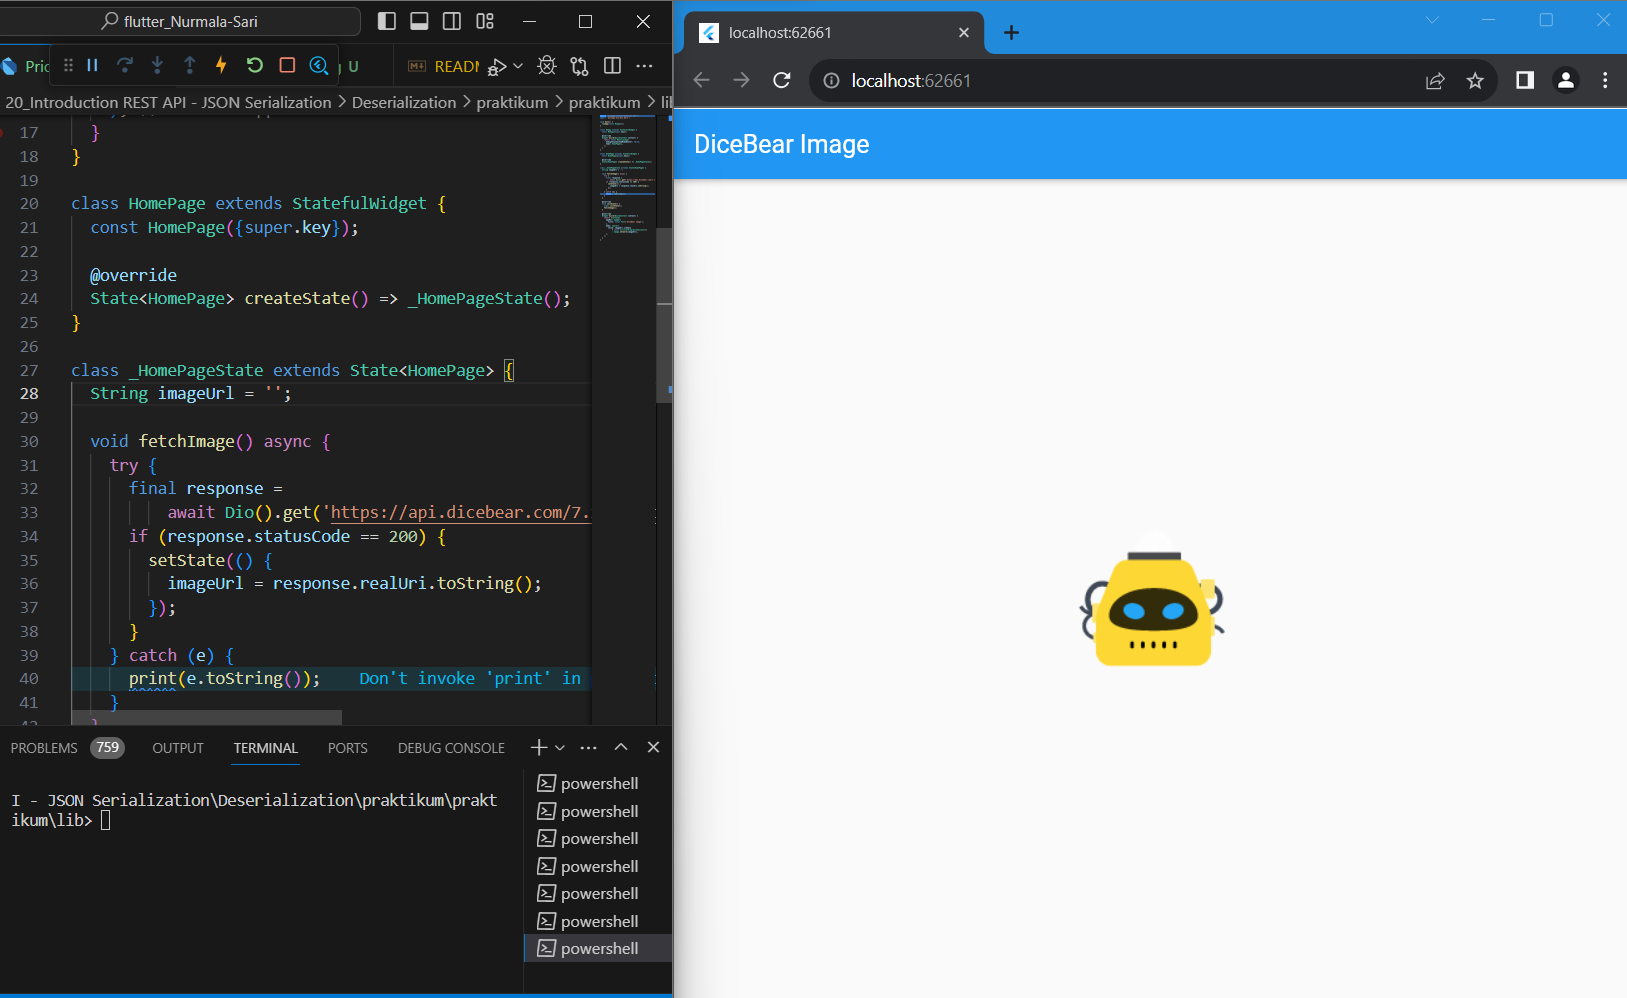 flutter_Nurmala-Sari
U
READ
20_Introduction REST API - JSON Serialization > Deserialization > praktikum > praktikum >
17 }
18 }
19
20 class HomePage extends StatefulWidget {
21 const HomePage({super.key});
22
23 @override
24 State<HomePage> createState() => _HomePageState();
25 }
26
27 class _HomePageState extends State<HomePage> {
28 String imageUrl = '';
29
30 void fetchImage() async {
31 try {
32 final response =
33 await Dio().get('https://api.dicebear.com/7.
34 if (response.statusCode == 200) {
35 setState(() {
36 imageUrl = response.realUri.toString();
37 });
38 }
39 } catch (e) {
40 print(e.toString()); Don't invoke 'print' in
41 }
PROBLEMS 759 OUTPUT TERMINAL PORTS DEBUG CONSOLE
I - JSON Serialization\Deserialization\praktikum\prakt
ikum\lib>
powershell
powershell
powershell
powershell
powershell
powershell
powershell
localhost:62661
localhost:62661
DiceBear Image